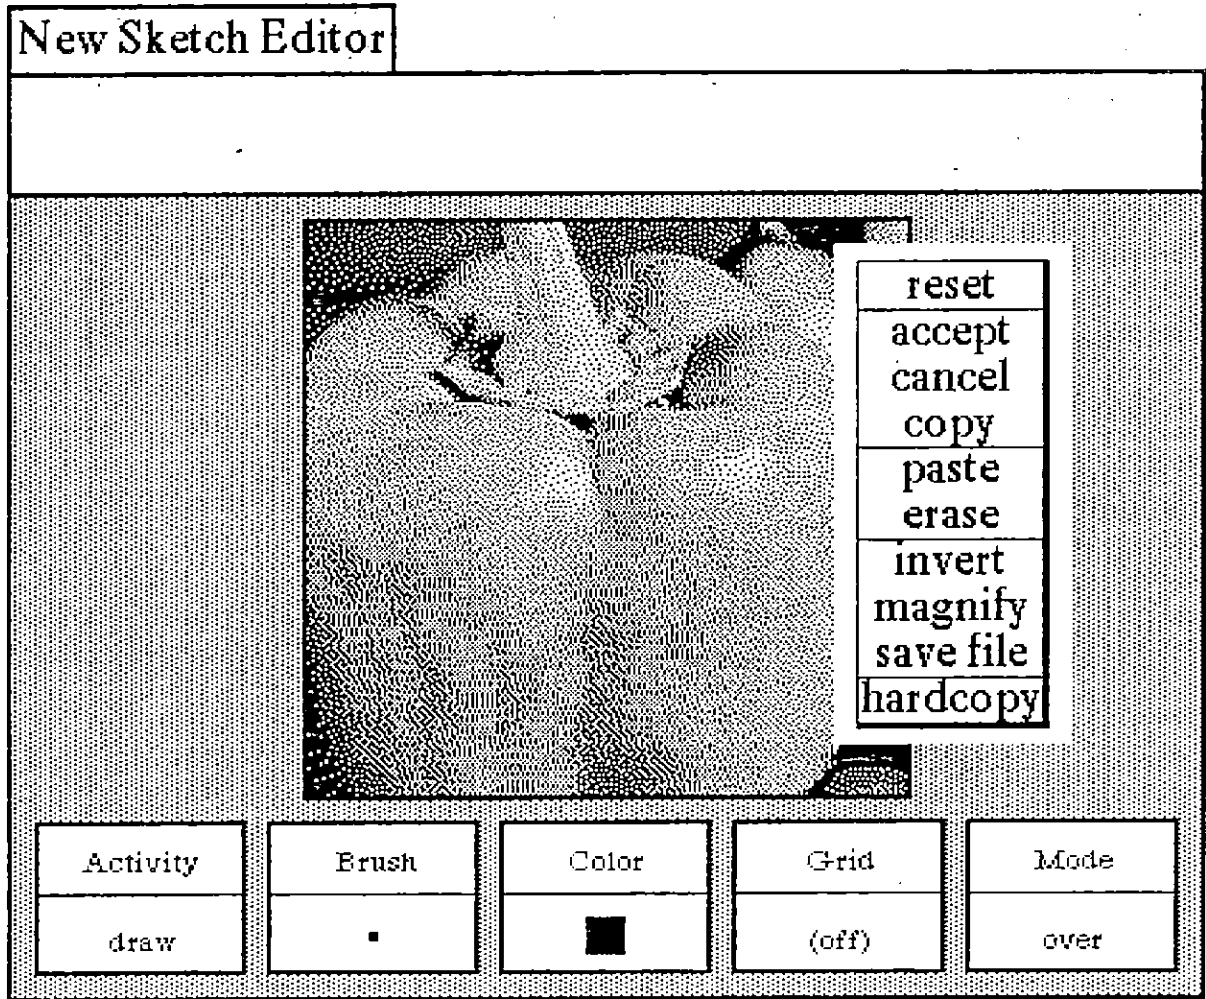 New Sketch Editor
reset
accept
cancel
copy
paste
erase
invert
magnify
save file
hardcopy
Activity
Brush
Color
Grid
Mode
draw
(off)
over